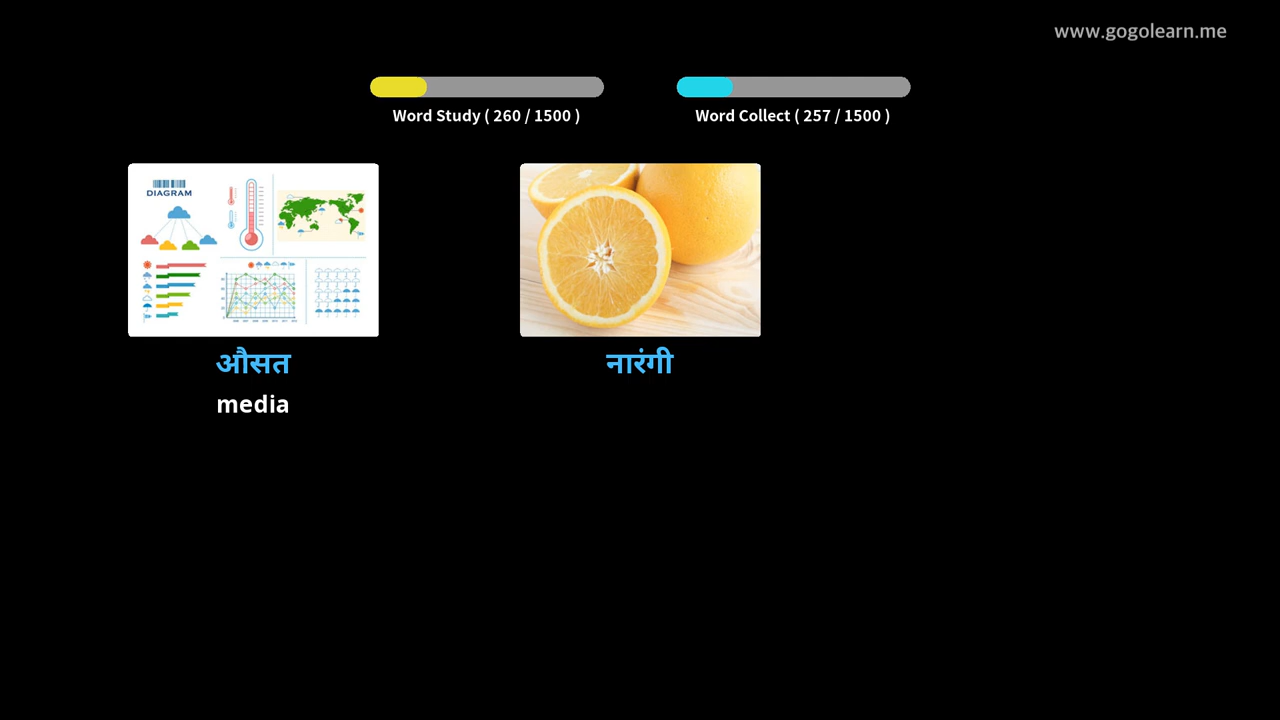 www.gogolearn.me
Word Study ( 260 / 1500 )
Word Collect ( 257 / 1500 )
DIAGRAM
औसत
नारंगी
media